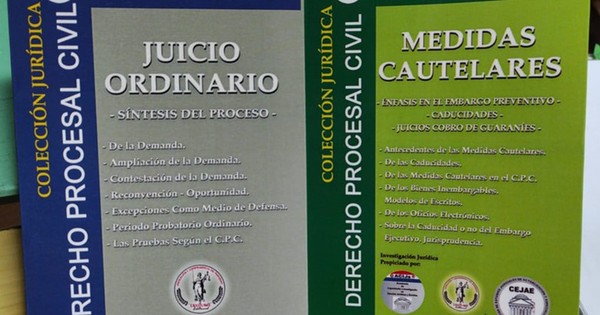 COLECCIÓN JURÍDICA
DERECHO PROCESAL CIVIL
JUICIO
ORDINARIO
- SÍNTESIS DEL PROCESO -
- De la Demanda.
- Ampliación de la Demanda.
- Contestación de la Demanda.
- Reconvención - Oportunidad.
- Excepciones Como Medio de Defensa.
- Periodo Probatorio Ordinario.
- Las Pruebas Según el C.P.C.
COLECCIÓN JURÍDICA
DERECHO PROCESAL CIVIL
MEDIDAS
CAUTELARES
- ENFASIS EN EL EMBARGO PREVENTIVO -
- CADUCIDADES -
- JUICIOS COBRO DE GUARANÍES -
- Antecedentes de las Medidas Cautelares.
- De las Caducidades.
- De las Medidas Cautelares en el C.P.C.
- De los Bienes Inembargables.
Modelos de Escritos.
- De los Oficios Electrónicos.
- Sobre la Caducidad o no del Embargo
Ejecutivo. Jurisprudencia.
Investigación Jurídica
Propiciado por:
CEJAE